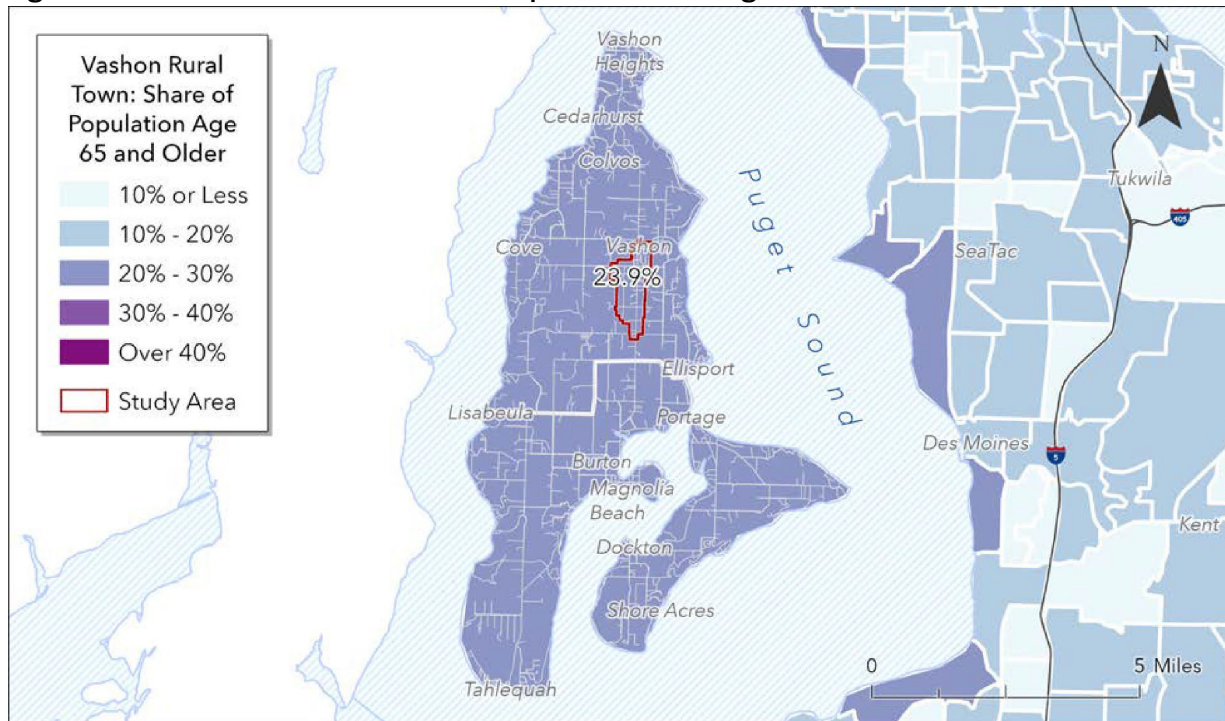 Vashon Rural
Town: Share of
Population Age
65 and Older
10% or Less
10% - 20%
20% - 30%
30% - 40%
Over 40%
Study Area
Vashon
Heights
Cedarhurst
Colvos
Cove
Vashon
23.9%
Ellisport
Lisabeula
Portage
Burton
Magnolia
Beach
Dockton
Shore Acres
Tahlequah
Puget Sound
N
Tukwila
405
SeaTac
Des Moines
5
Kent
0 5 Miles